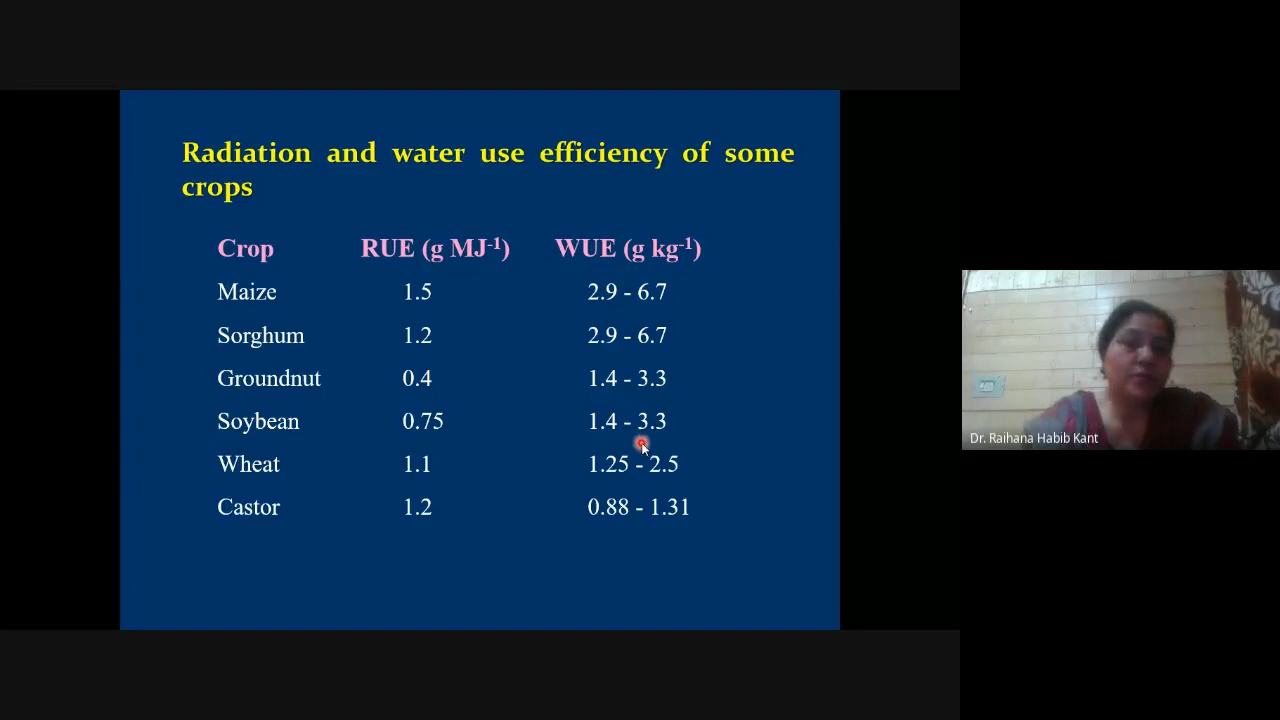 Radiation and water use efficiency of some
crops
Crop RUE (g MJ-1) WUE (g kg-1)
Maize 1.5 2.9 - 6.7
Sorghum 1.2 2.9 - 6.7
Groundnut 0.4 1.4 - 3.3
Soybean 0.75 1.4 - 3.3
Wheat 1.1 1.25 - 2.5
Castor 1.2 0.88 - 1.31
Dr. Raihana Habib Kant